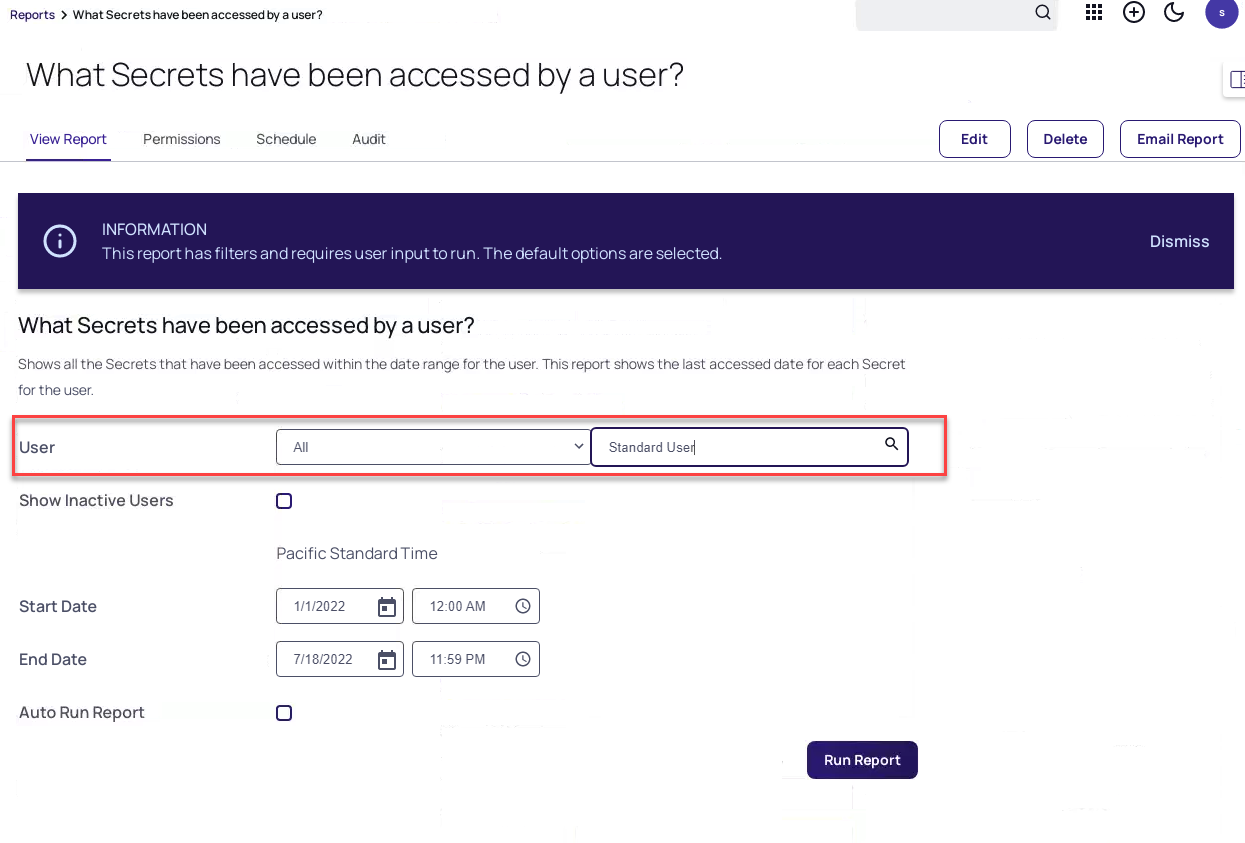 Reports > What Secrets have been accessed by a user?
s
What Secrets have been accessed by a user?
View Report Permissions Schedule Audit Edit Delete Email Report
INFORMATION
This report has filters and requires user input to run. The default options are selected.
Dismiss
What Secrets have been accessed by a user?
Shows all the Secrets that have been accessed within the date range for the user. This report shows the last accessed date for each Secret
for the user.
User All Standard User
Show Inactive Users
Pacific Standard Time
Start Date 1/1/2022 12:00 AM
End Date 7/18/2022 11:59 PM
Auto Run Report
Run Report